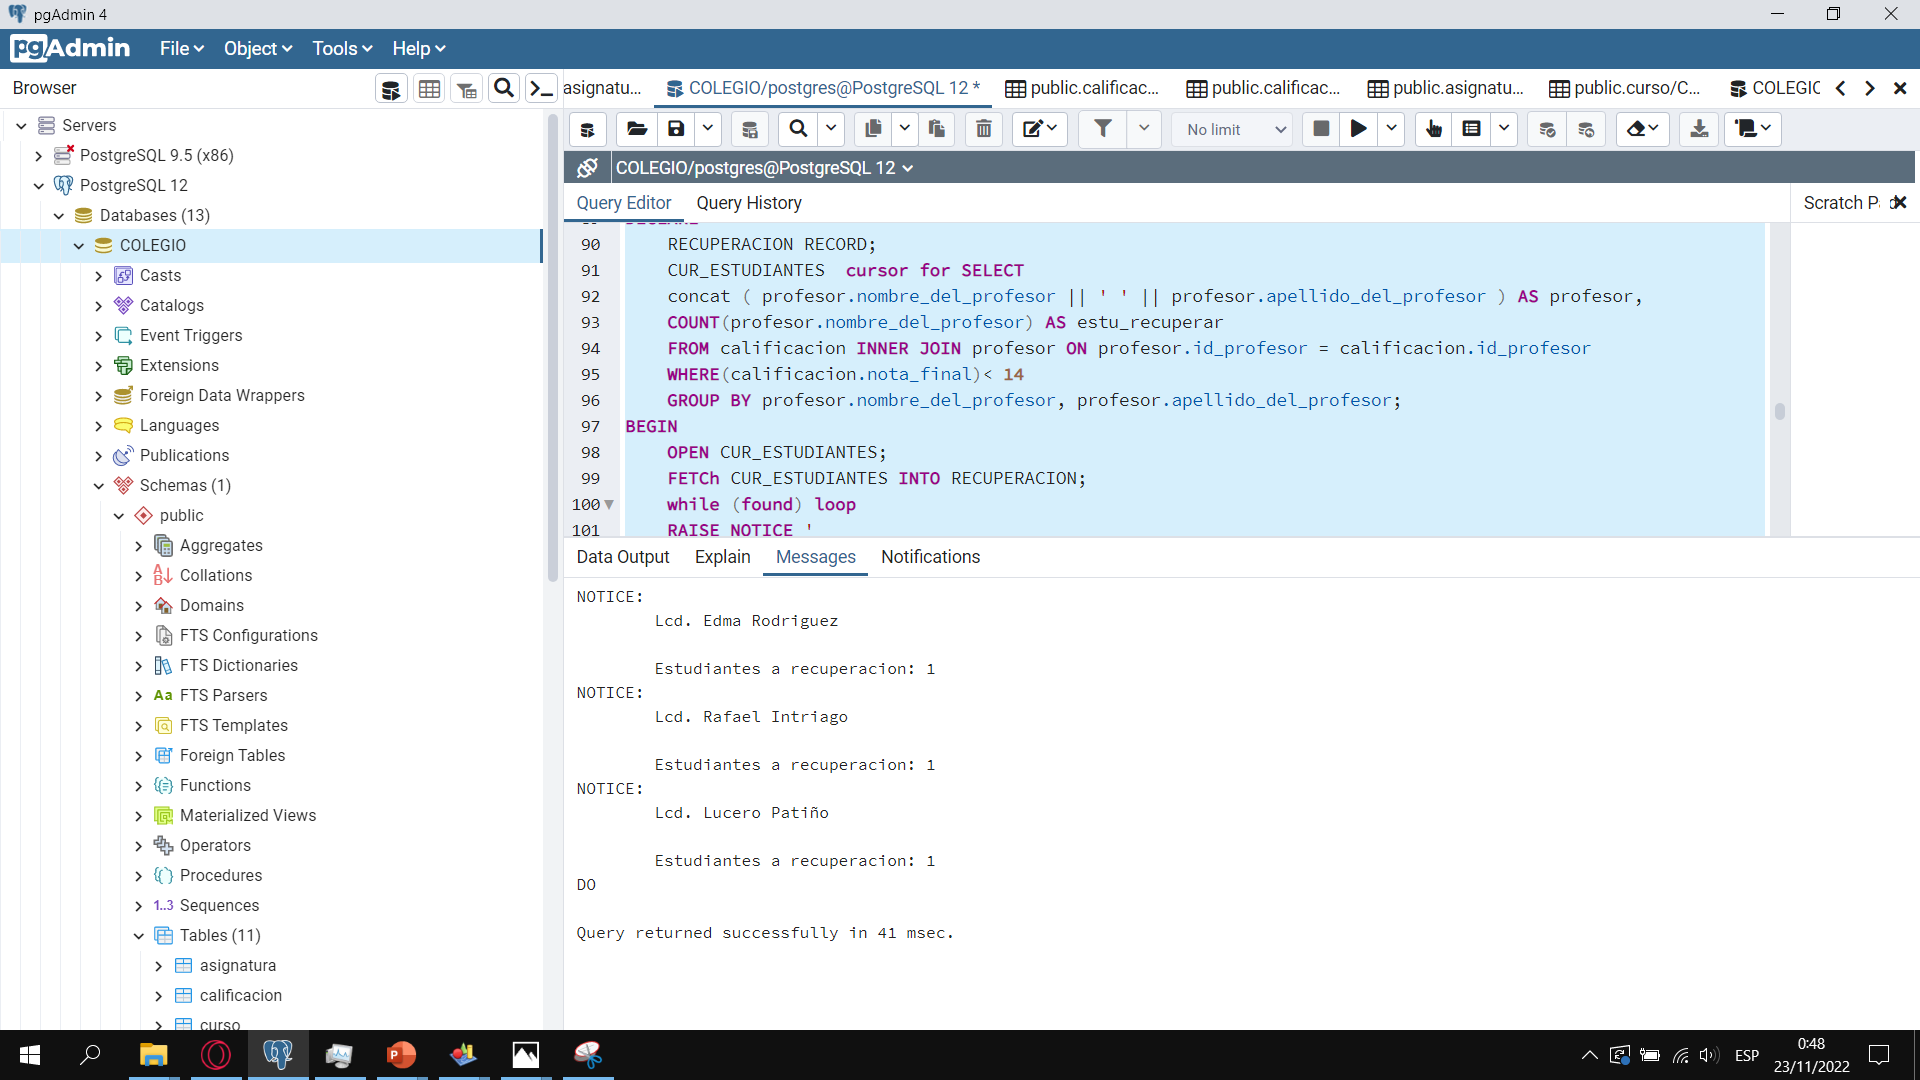 pgAdmin 4
pgAdmin
File
Object
Tools
Help
Browser
asignatu...
COLEGIO/postgres@PostgreSQL 12 *
public.calificac...
public.calificac...
public.asignatu...
public.curso/C...
COLEGIO
No limit
COLEGIO/postgres@PostgreSQL 12
Query Editor
Query History
Scratch P
Servers
PostgreSQL 9.5 (x86)
PostgreSQL 12
Databases (13)
COLEGIO
Casts
Catalogs
Event Triggers
Extensions
Foreign Data Wrappers
Languages
Publications
Schemas (1)
public
Aggregates
Collations
Domains
FTS Configurations
FTS Dictionaries
Aa FTS Parsers
FTS Templates
Foreign Tables
Functions
Materialized Views
Operators
Procedures
1..3 Sequences
Tables (11)
asignatura
calificacion
curso
90 RECUPERACION RECORD;
91 CUR_ESTUDIANTES  cursor for SELECT
92 concat ( profesor.nombre_del_profesor || ' ' || profesor.apellido_del_profesor ) AS profesor,
93 COUNT(profesor.nombre_del_profesor) AS estu_recuperar
94 FROM calificacion INNER JOIN profesor ON profesor.id_profesor = calificacion.id_profesor
95 WHERE(calificacion.nota_final)< 14
96 GROUP BY profesor.nombre_del_profesor, profesor.apellido_del_profesor;
97 BEGIN
98 OPEN CUR_ESTUDIANTES;
99 FETCh CUR_ESTUDIANTES INTO RECUPERACION;
100 while (found) loop
101 RAISE NOTICE '
Data Output
Explain
Messages
Notifications
NOTICE:
Lcd. Edma Rodriguez
Estudiantes a recuperacion: 1
NOTICE:
Lcd. Rafael Intriago
Estudiantes a recuperacion: 1
NOTICE:
Lcd. Lucero Patiño
Estudiantes a recuperacion: 1
DO
Query returned successfully in 41 msec.
ESP
0:48
23/11/2022